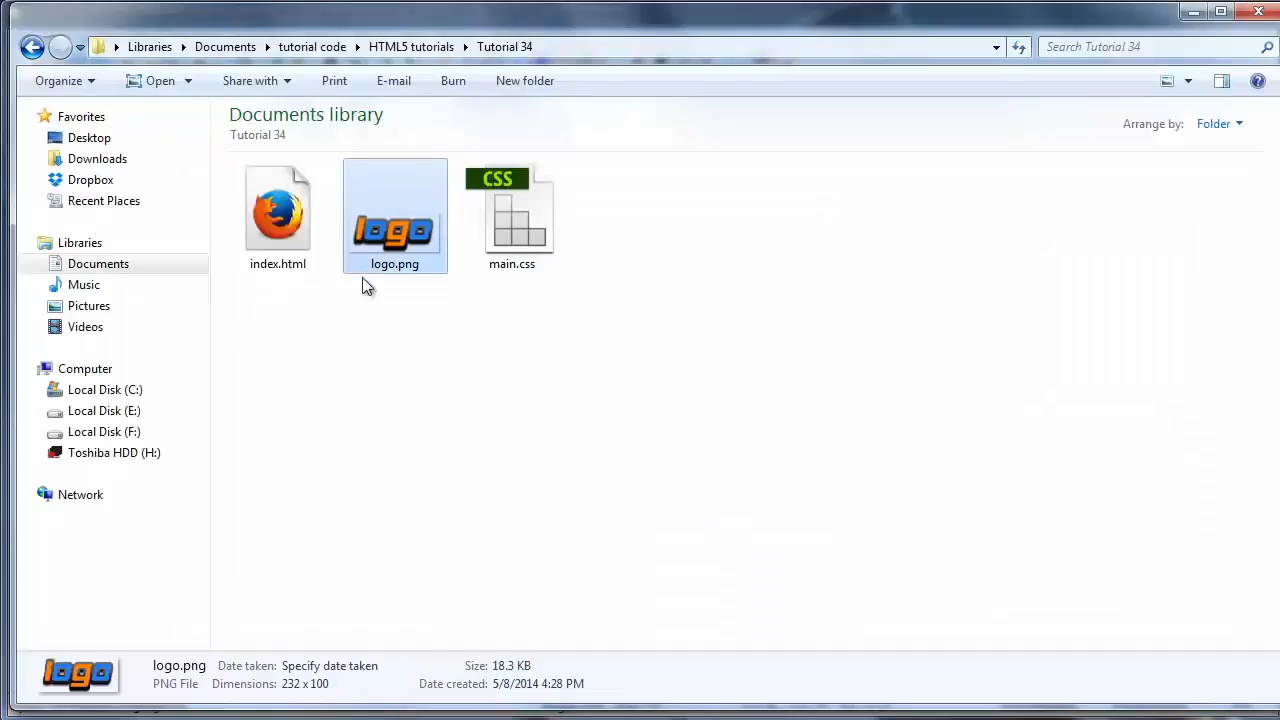 Libraries Documents tutorial code HTML5 tutorials Tutorial 34 Search Tutorial 34
Organize Open Share with Print E-mail Burn New folder
Favorites
Desktop
Downloads
Dropbox
Recent Places
Libraries
Documents
Music
Pictures
Videos
Computer
Local Disk (C:)
Local Disk (E:)
Local Disk (F:)
Toshiba HDD (H:)
Network
Documents library
Tutorial 34
Arrange by: Folder
CSS
logo
index.html logo.png main.css
logo
logo.png Date taken: Specify date taken Size: 18.3 KB
PNG File Dimensions: 232 x 100 Date created: 5/8/2014 4:28 PM